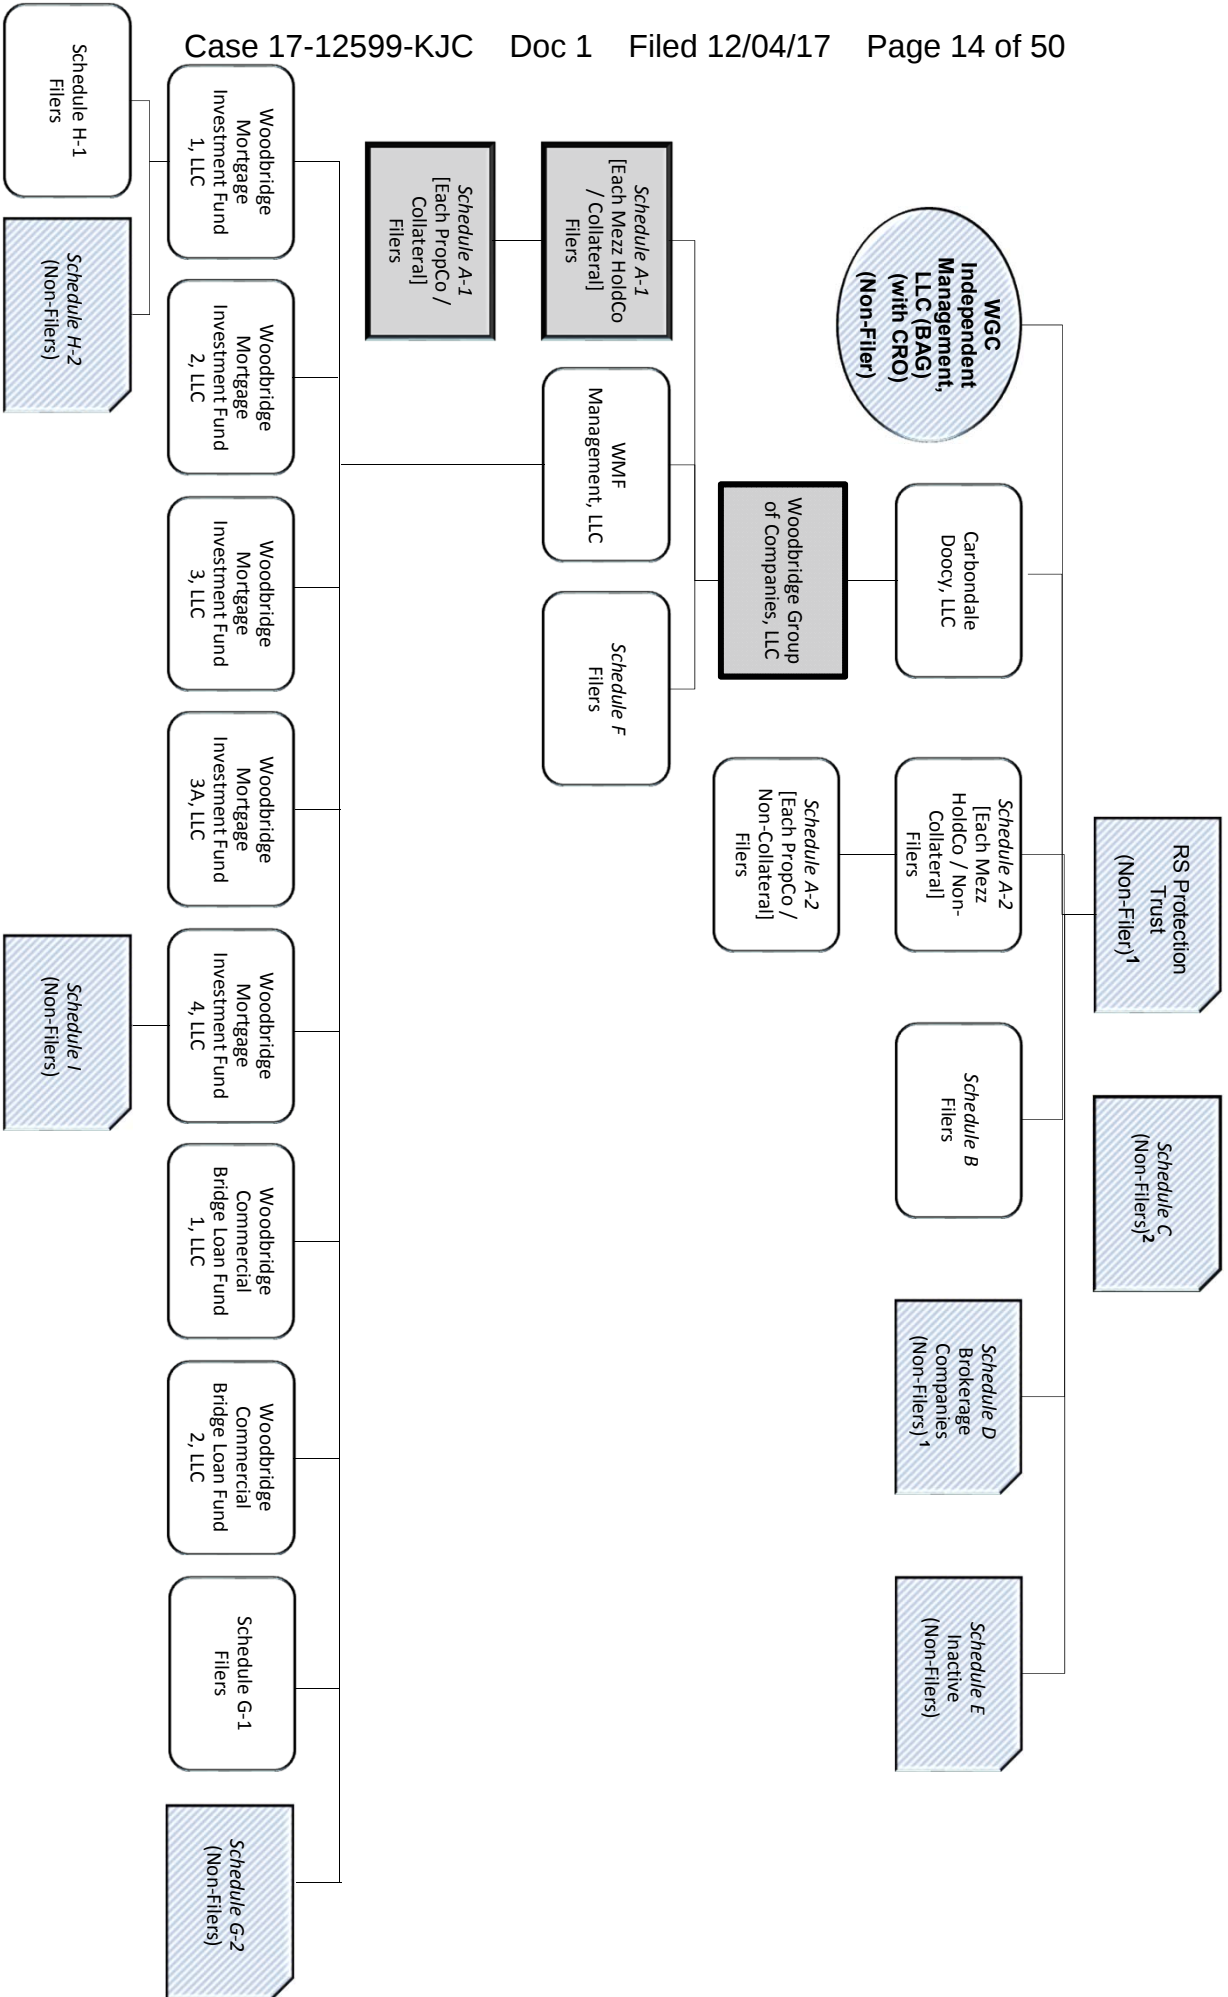 Case 17-12599-KJC Doc 1 Filed 12/04/17 Page 14 of 50
RS Protection
Trust
(Non-Filer)1
Schedule C
(Non-Filers)2
WGC
Independent
Management,
LLC (BAG)
(with CRO)
(Non-Filer)
Carbondale
Doocy, LLC
Schedule A-2
[Each Mezz
HoldCo / Non-
Collateral]
Filers
Schedule B
Filers
Schedule D
Brokerage
Companies
(Non-Filers)1
Schedule E
Inactive
(Non-Filers)
Woodbridge Group
of Companies, LLC
Schedule A-2
[Each PropCo /
Non-Collateral]
Filers
Schedule A-1
[Each Mezz HoldCo
/ Collateral]
Filers
WMF
Management, LLC
Schedule F
Filers
Schedule A-1
[Each PropCo /
Collateral]
Filers
Woodbridge
Mortgage
Investment Fund
1, LLC
Woodbridge
Mortgage
Investment Fund
2, LLC
Woodbridge
Mortgage
Investment Fund
3, LLC
Woodbridge
Mortgage
Investment Fund
3A, LLC
Woodbridge
Mortgage
Investment Fund
4, LLC
Woodbridge
Commercial
Bridge Loan Fund
1, LLC
Woodbridge
Commercial
Bridge Loan Fund
2, LLC
Schedule G-1
Filers
Schedule G-2
(Non-Filers)
Schedule H-1
Filers
Schedule H-2
(Non-Filers)
Schedule I
(Non-Filers)